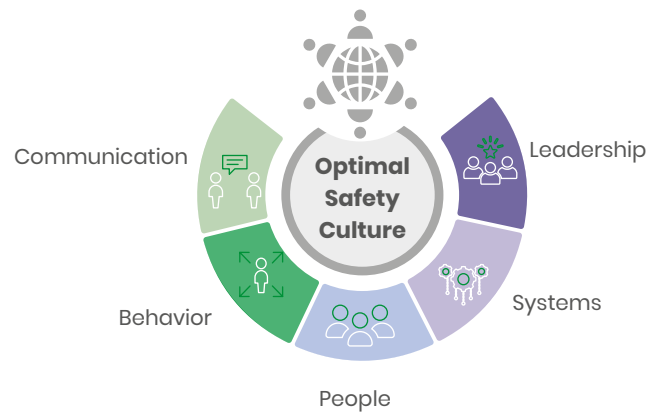 Communication
Leadership
Optimal
Safety
Culture
Behavior
Systems
People